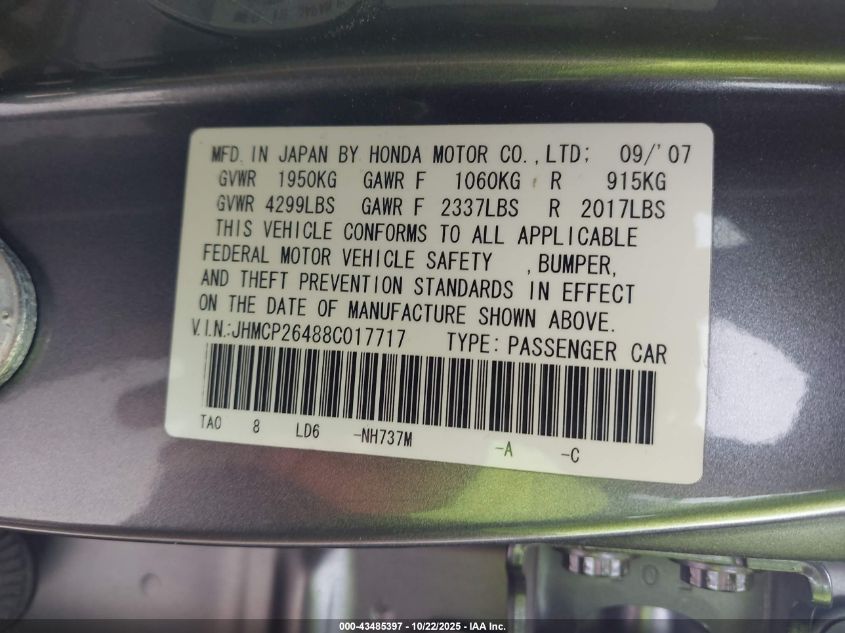 MFD. IN JAPAN BY HONDA MOTOR CO., LTD; 09/'07
GVWR 1950KG GAWR F 1060KG R 915KG
GVWR 4299LBS GAWR F 2337LBS R 2017LBS
THIS VEHICLE CONFORMS TO ALL APPLICABLE
FEDERAL MOTOR VEHICLE SAFETY , BUMPER,
AND THEFT PREVENTION STANDARDS IN EFFECT
ON THE DATE OF MANUFACTURE SHOWN ABOVE.
V.I.N.:JHMCP26488C017717 TYPE: PASSENGER CAR
TA0 8 LD6 -NH737M -A -C
000-43485397 - 10/22/2025 - IAA Inc.